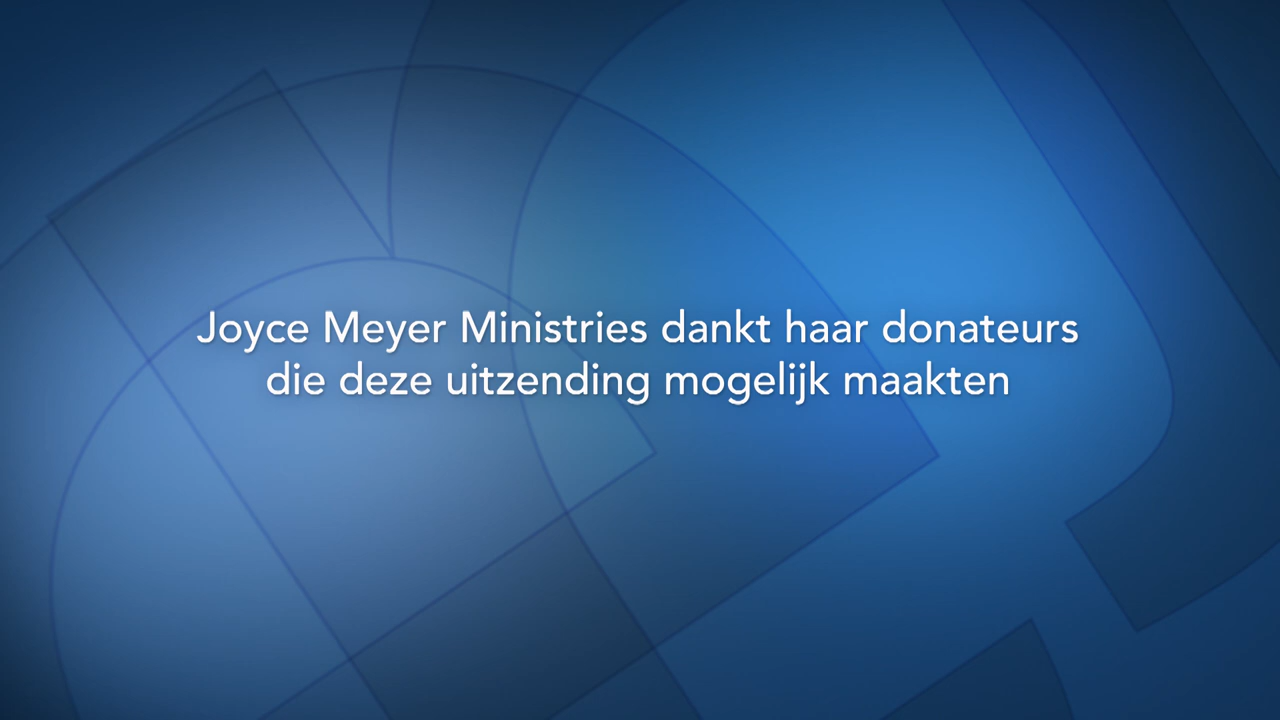 Joyce Meyer Ministries dankt haar donateurs
die deze uitzending mogelijk maakten